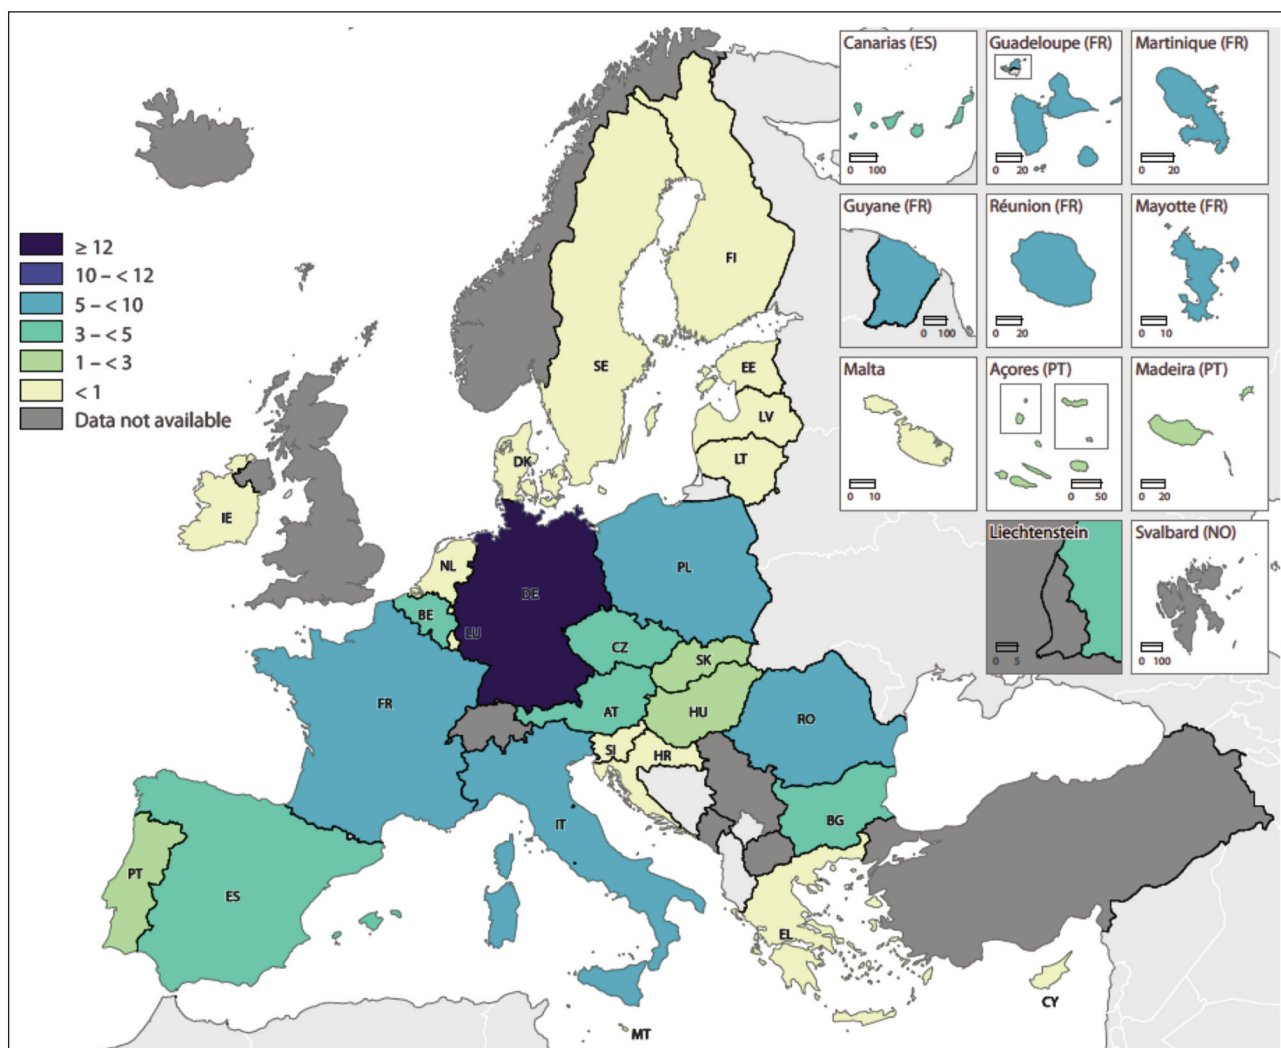 Canarias (ES)
0 100
Guadeloupe (FR)
0 20
Martinique (FR)
0 20
Guyane (FR)
0 100
Réunion (FR)
0 20
Mayotte (FR)
0 10
Malta
0 10
Açores (PT)
0 50
Madeira (PT)
0 20
Liechtenstein
0 5
Svalbard (NO)
0 100
≥ 12
10 – < 12
5 – < 10
3 – < 5
1 – < 3
< 1
Data not available
FI
SE
EE
LV
LT
DK
IE
NL
PL
DE
BE
LU
CZ
SK
FR
AT
HU
RO
SI
HR
IT
BG
PT
ES
EL
CY
MT